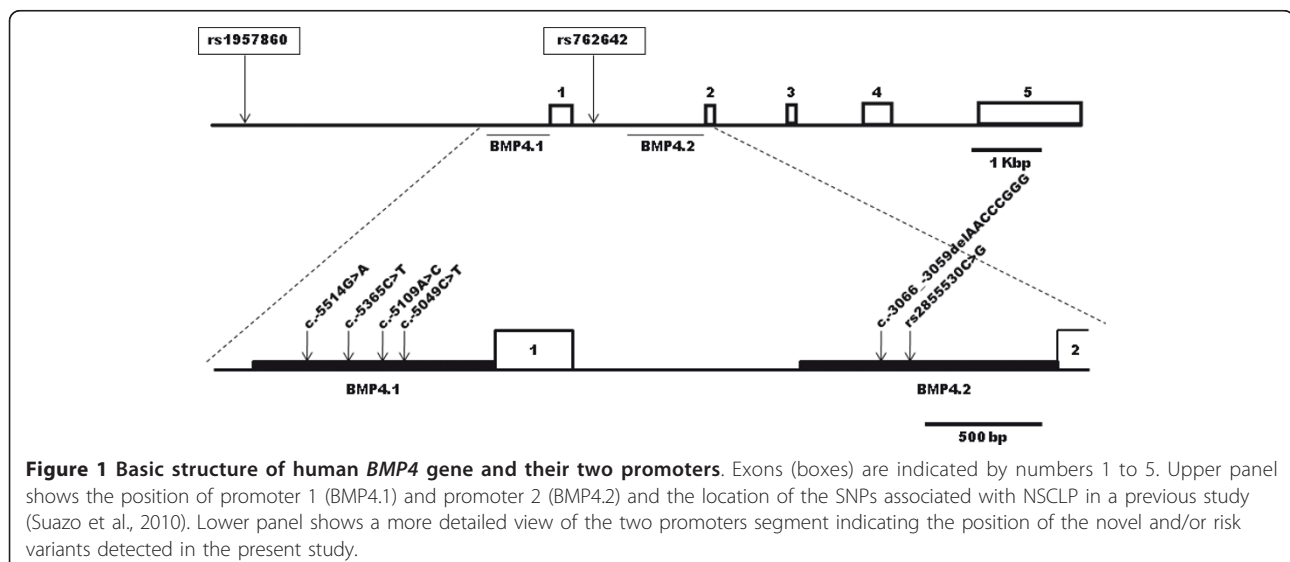 rs1957860
rs762642
1
2
3
4
5
BMP4.1
BMP4.2
1 Kbp
c.-5514G>A
c.-5365C>T
c.-5109A>C
c.-5049C>T
c.-3066_-3059delAACCCGGG
rs2855530C>G
1
2
BMP4.1
BMP4.2
500 bp
Figure 1 Basic structure of human BMP4 gene and their two promoters. Exons (boxes) are indicated by numbers 1 to 5. Upper panel
shows the position of promoter 1 (BMP4.1) and promoter 2 (BMP4.2) and the location of the SNPs associated with NSCLP in a previous study
(Suazo et al., 2010). Lower panel shows a more detailed view of the two promoters segment indicating the position of the novel and/or risk
variants detected in the present study.